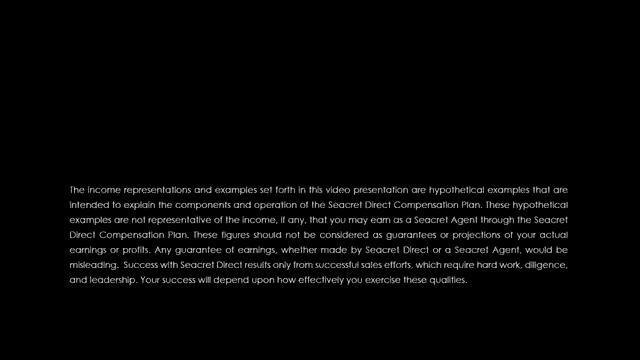 The income representations and examples set forth in this video presentation are hypothetical examples that are
intended to explain the components and operation of the Seacret Direct Compensation Plan. These hypothetical
examples are not representative of the income, if any, that you may earn as a Seacret Agent through the Seacret
Direct Compensation Plan. These figures should not be considered as guarantees or projections of your actual
earnings or profits. Any guarantee of earnings, whether made by Seacret Direct or a Seacret Agent, would be
misleading. Success with Seacret Direct results only from successful sales efforts, which require hard work, diligence,
and leadership. Your success will depend upon how effectively you exercise these qualities.